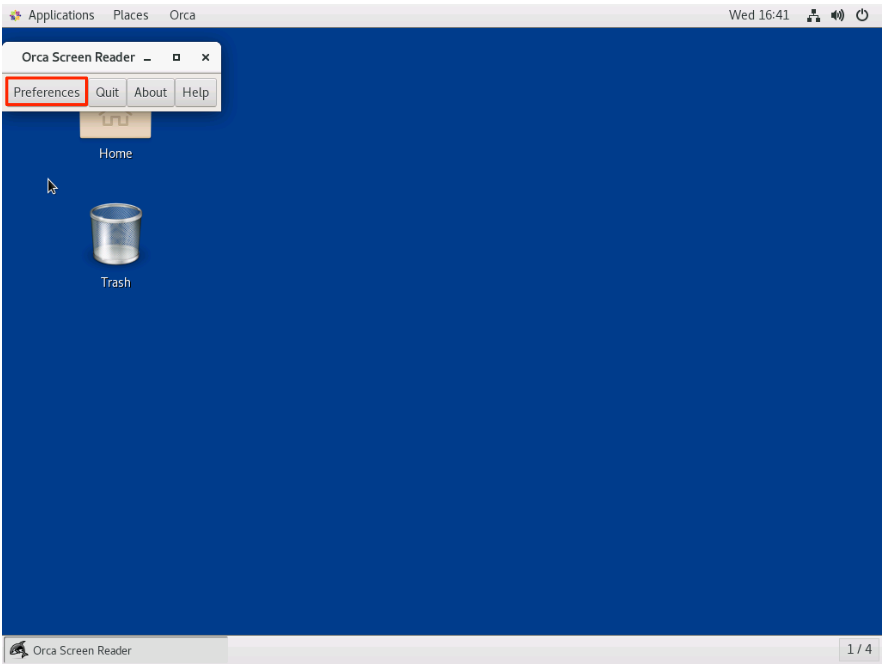 Applications Places Orca Wed 16:41
Orca Screen Reader
Preferences Quit About Help
Home
Trash
Orca Screen Reader 1 / 4